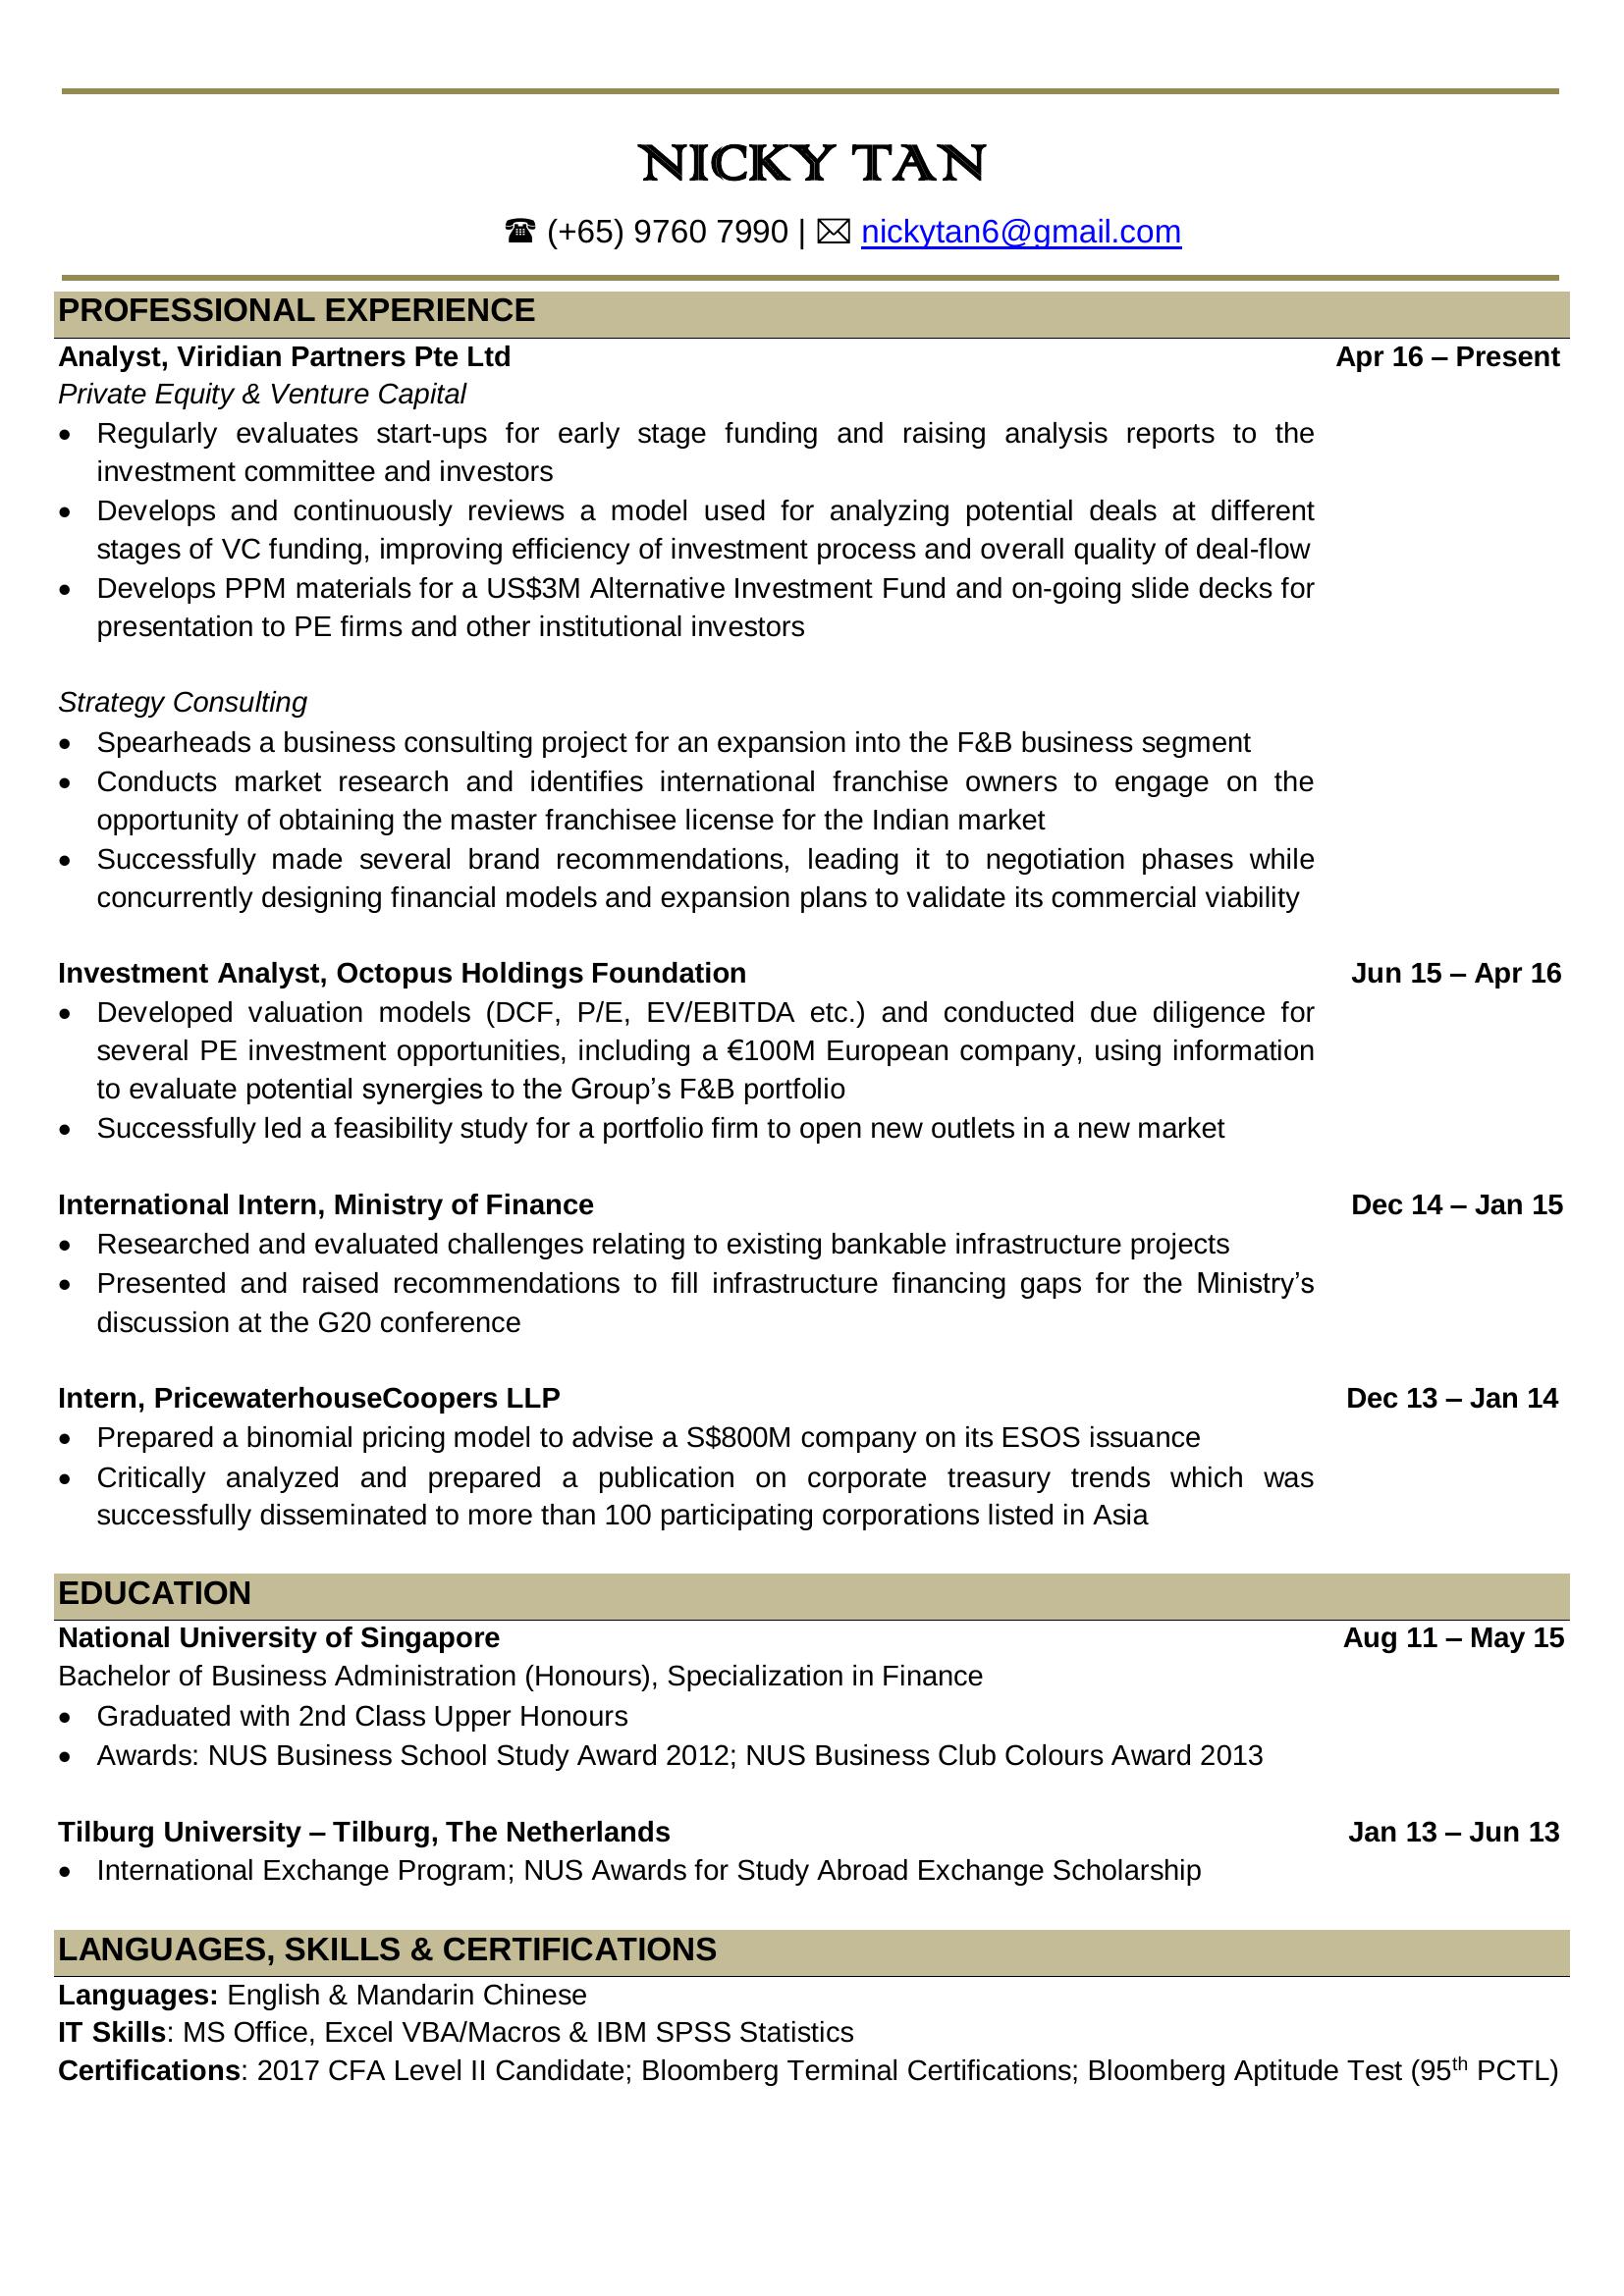 NICKY TAN
☎ (+65) 9760 7990 | ✉ nickytan6@gmail.com
PROFESSIONAL EXPERIENCE
Analyst, Viridian Partners Pte Ltd Apr 16 – Present
Private Equity & Venture Capital
• Regularly evaluates start-ups for early stage funding and raising analysis reports to the
investment committee and investors
• Develops and continuously reviews a model used for analyzing potential deals at different
stages of VC funding, improving efficiency of investment process and overall quality of deal-flow
• Develops PPM materials for a US$3M Alternative Investment Fund and on-going slide decks for
presentation to PE firms and other institutional investors
Strategy Consulting
• Spearheads a business consulting project for an expansion into the F&B business segment
• Conducts market research and identifies international franchise owners to engage on the
opportunity of obtaining the master franchisee license for the Indian market
• Successfully made several brand recommendations, leading it to negotiation phases while
concurrently designing financial models and expansion plans to validate its commercial viability
Investment Analyst, Octopus Holdings Foundation Jun 15 – Apr 16
• Developed valuation models (DCF, P/E, EV/EBITDA etc.) and conducted due diligence for
several PE investment opportunities, including a €100M European company, using information
to evaluate potential synergies to the Group’s F&B portfolio
• Successfully led a feasibility study for a portfolio firm to open new outlets in a new market
International Intern, Ministry of Finance Dec 14 – Jan 15
• Researched and evaluated challenges relating to existing bankable infrastructure projects
• Presented and raised recommendations to fill infrastructure financing gaps for the Ministry’s
discussion at the G20 conference
Intern, PricewaterhouseCoopers LLP Dec 13 – Jan 14
• Prepared a binomial pricing model to advise a S$800M company on its ESOS issuance
• Critically analyzed and prepared a publication on corporate treasury trends which was
successfully disseminated to more than 100 participating corporations listed in Asia
EDUCATION
National University of Singapore Aug 11 – May 15
Bachelor of Business Administration (Honours), Specialization in Finance
• Graduated with 2nd Class Upper Honours
• Awards: NUS Business School Study Award 2012; NUS Business Club Colours Award 2013
Tilburg University – Tilburg, The Netherlands Jan 13 – Jun 13
• International Exchange Program; NUS Awards for Study Abroad Exchange Scholarship
LANGUAGES, SKILLS & CERTIFICATIONS
Languages: English & Mandarin Chinese
IT Skills: MS Office, Excel VBA/Macros & IBM SPSS Statistics
Certifications: 2017 CFA Level II Candidate; Bloomberg Terminal Certifications; Bloomberg Aptitude Test (95th PCTL)